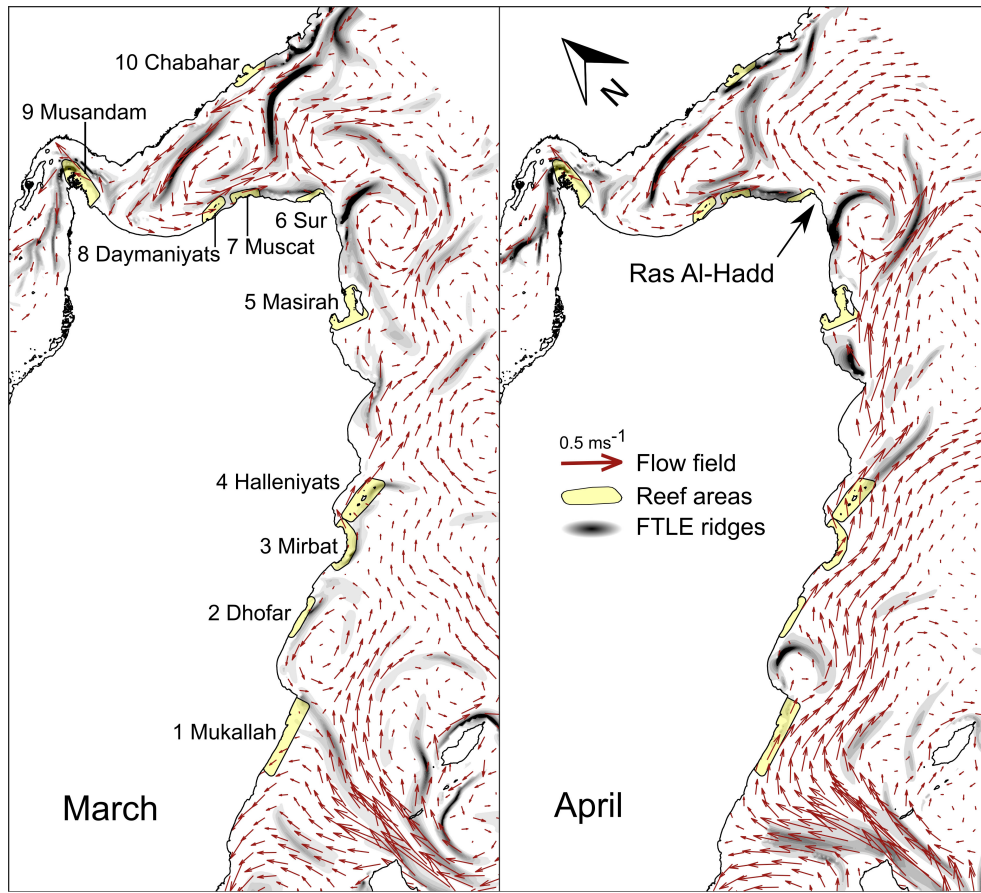 10 Chabahar
9 Musandam
N
6 Sur
8 Daymaniyats
7 Muscat
Ras Al-Hadd
5 Masirah
0.5 ms⁻¹
Flow field
4 Halleniyats
Reef areas
FTLE ridges
3 Mirbat
2 Dhofar
1 Mukallah
March
April